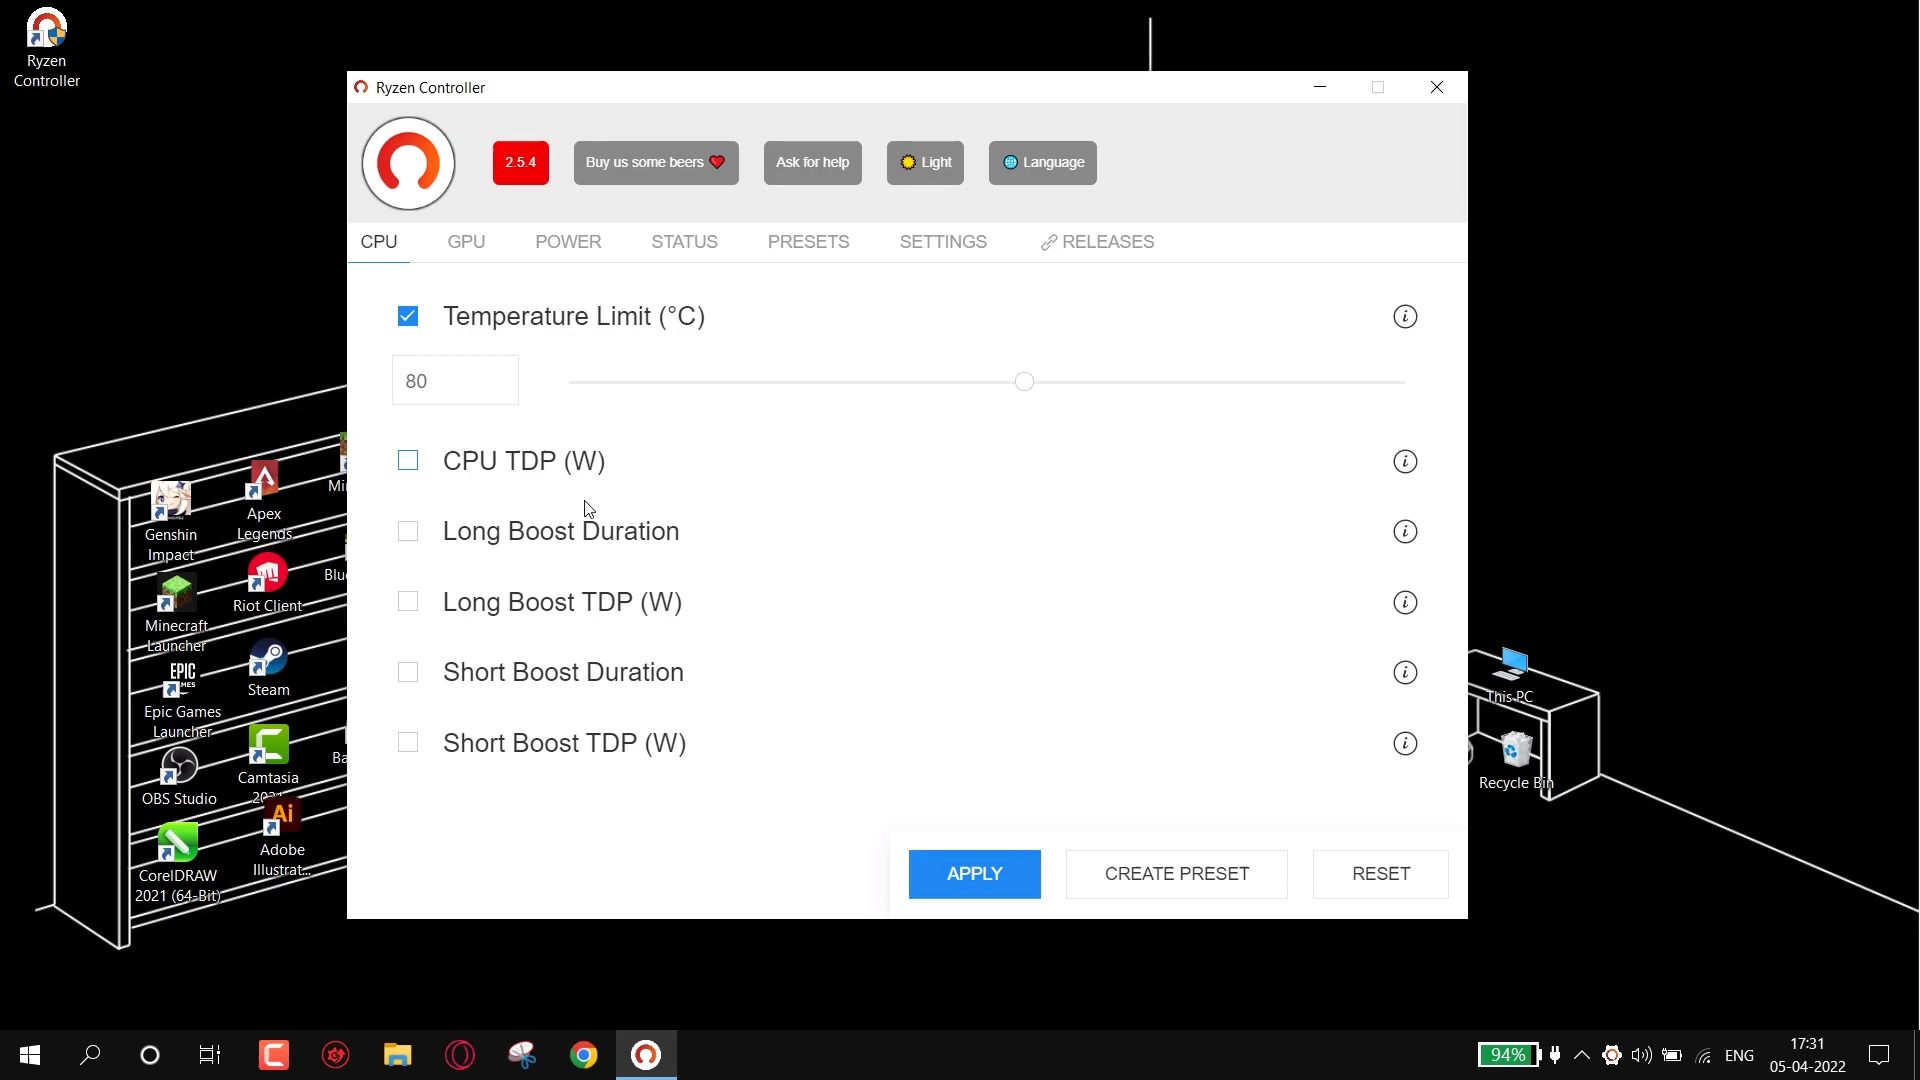 Ryzen
Controller
Ryzen Controller
2.5.4
Buy us some beers
Ask for help
Light
Language
CPU
GPU
POWER
STATUS
PRESETS
SETTINGS
RELEASES
Temperature Limit (°C)
80
CPU TDP (W)
Long Boost Duration
Long Boost TDP (W)
Short Boost Duration
Short Boost TDP (W)
APPLY
CREATE PRESET
RESET
Genshin
Impact
Apex
Legends
Minecraft
Launcher
Riot Client
EPIC
Epic Games
Launcher
Steam
OBS Studio
Camtasia
CorelDRAW
2021 (64-Bit)
Ai
Adobe
Illustrat...
This PC
Recycle Bin
94%
ENG
17:31
05-04-2022